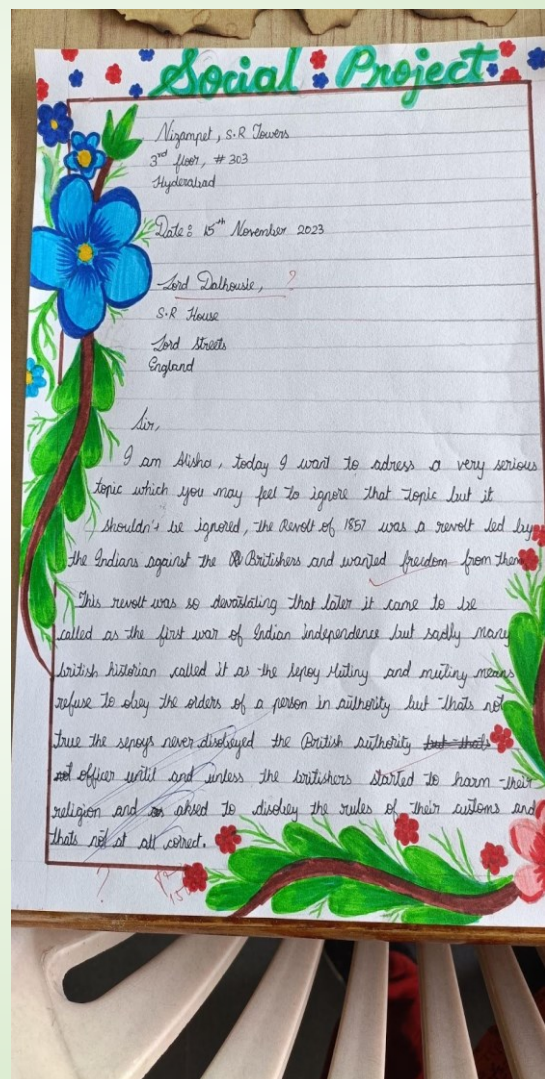 Social Project
Nizampet, S.R Towers
3rd floor, # 303
Hyderabad
Date: 15th November 2023
Lord Dalhousie, ?
S.R House
Lord Streets
England
Sir,
I am Alisha, today I want to adress a very serious
topic which you may feel to ignore that topic but it
shouldn't be ignored, the Revolt of 1857 was a revolt led by
the Indians against the Britishers and wanted freedom from them
This revolt was so devastating that later it came to be
called as the first war of Indian independence but sadly many
british historian called it as the sepoy Mutiny and mutiny means
refuse to obey the orders of a person in authority but thats not
true the sepoys never disobeyed the British authority but thats
not officer until and unless the britishers started to harm their
religion and aksed to disobey the rules of their customs and
thats not at all correct.
?